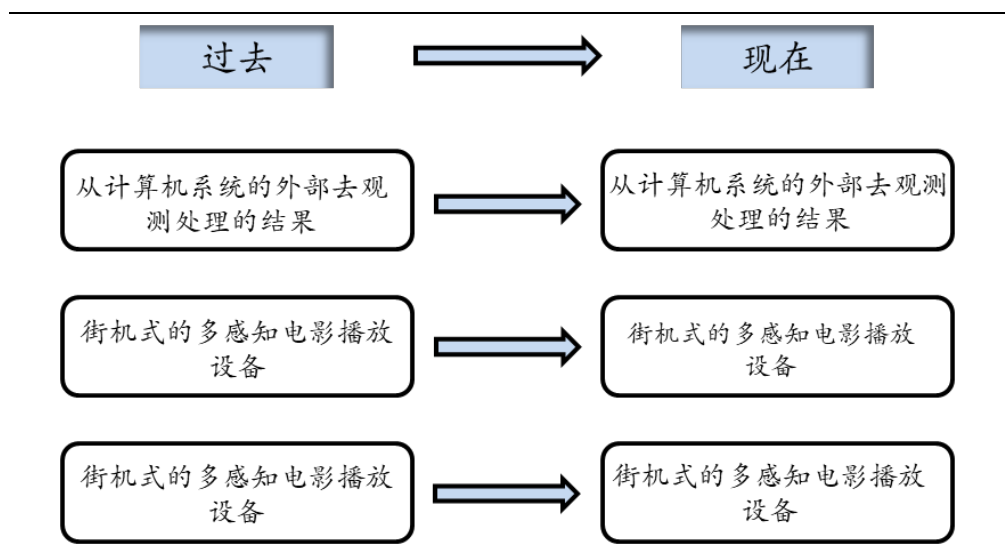 过去
现在
从计算机系统的外部去观
测处理的结果
从计算机系统的外部去观测
处理的结果
街机式的多感知电影播放
设备
街机式的多感知电影播放
设备
街机式的多感知电影播放
设备
街机式的多感知电影播放
设备